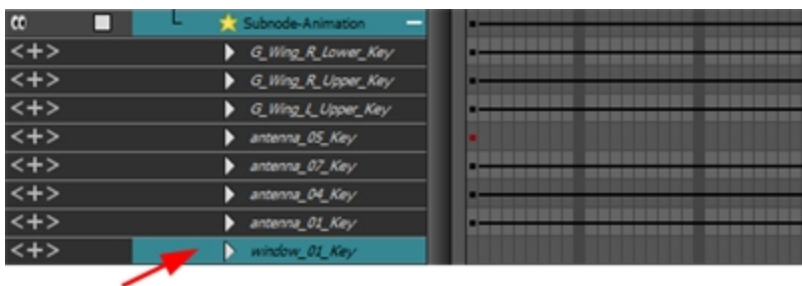 Subnode-Animation
<+> G_Wing_R_Lower_Key
<+> G_Wing_R_Upper_Key
<+> G_Wing_L_Upper_Key
<+> antenna_05_Key
<+> antenna_07_Key
<+> antenna_04_Key
<+> antenna_01_Key
<+> window_01_Key